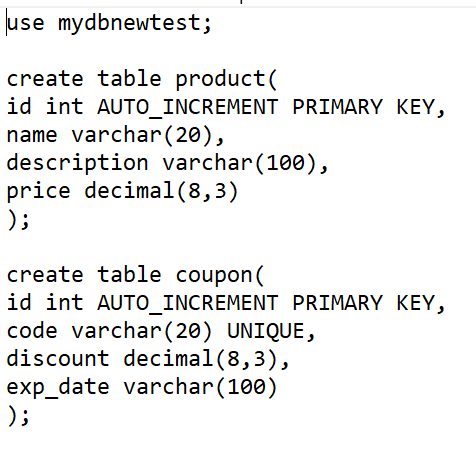 use mydbnewtest;
create table product(
id int AUTO_INCREMENT PRIMARY KEY,
name varchar(20),
description varchar(100),
price decimal(8,3)
);
create table coupon(
id int AUTO_INCREMENT PRIMARY KEY,
code varchar(20) UNIQUE,
discount decimal(8,3),
exp_date varchar(100)
);